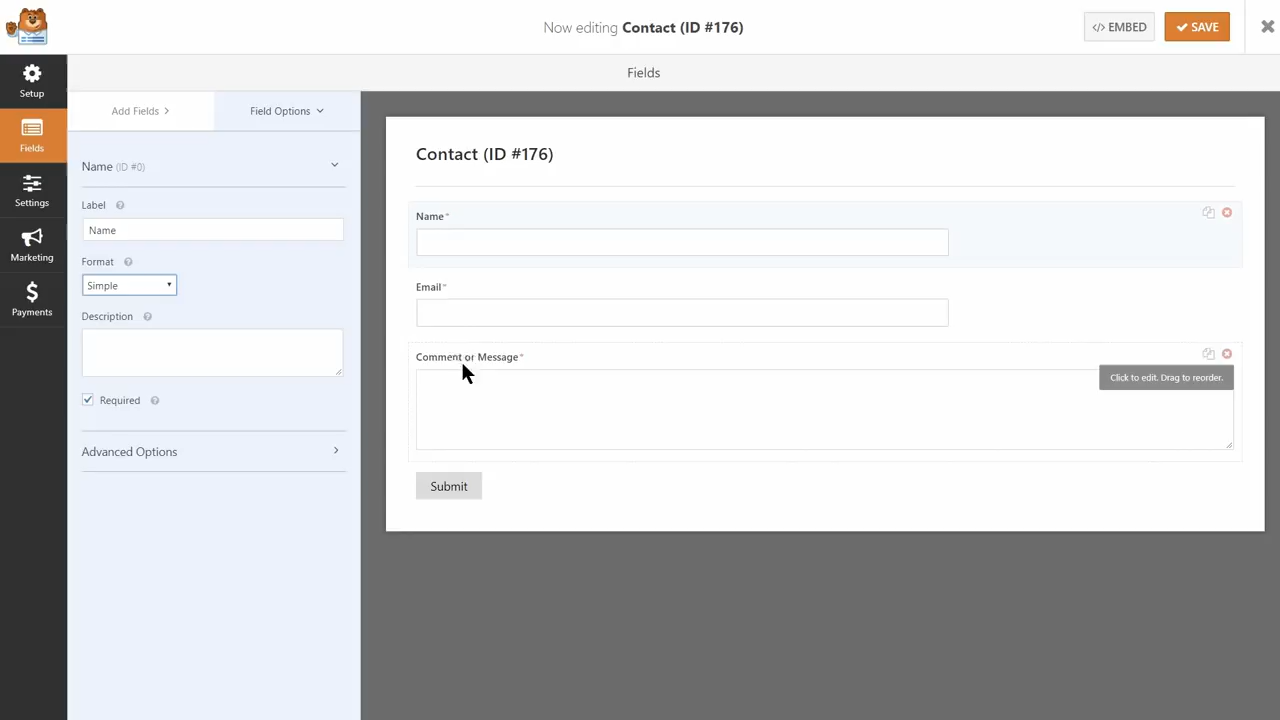 Now editing Contact (ID #176)
</> EMBED
SAVE
Setup
Fields
Settings
Marketing
Payments
Fields
Add Fields
Field Options
Name (ID #0)
Label
Name
Format
Simple
Description
Required
Advanced Options
Contact (ID #176)
Name*
Email*
Comment or Message*
Click to edit. Drag to reorder.
Submit